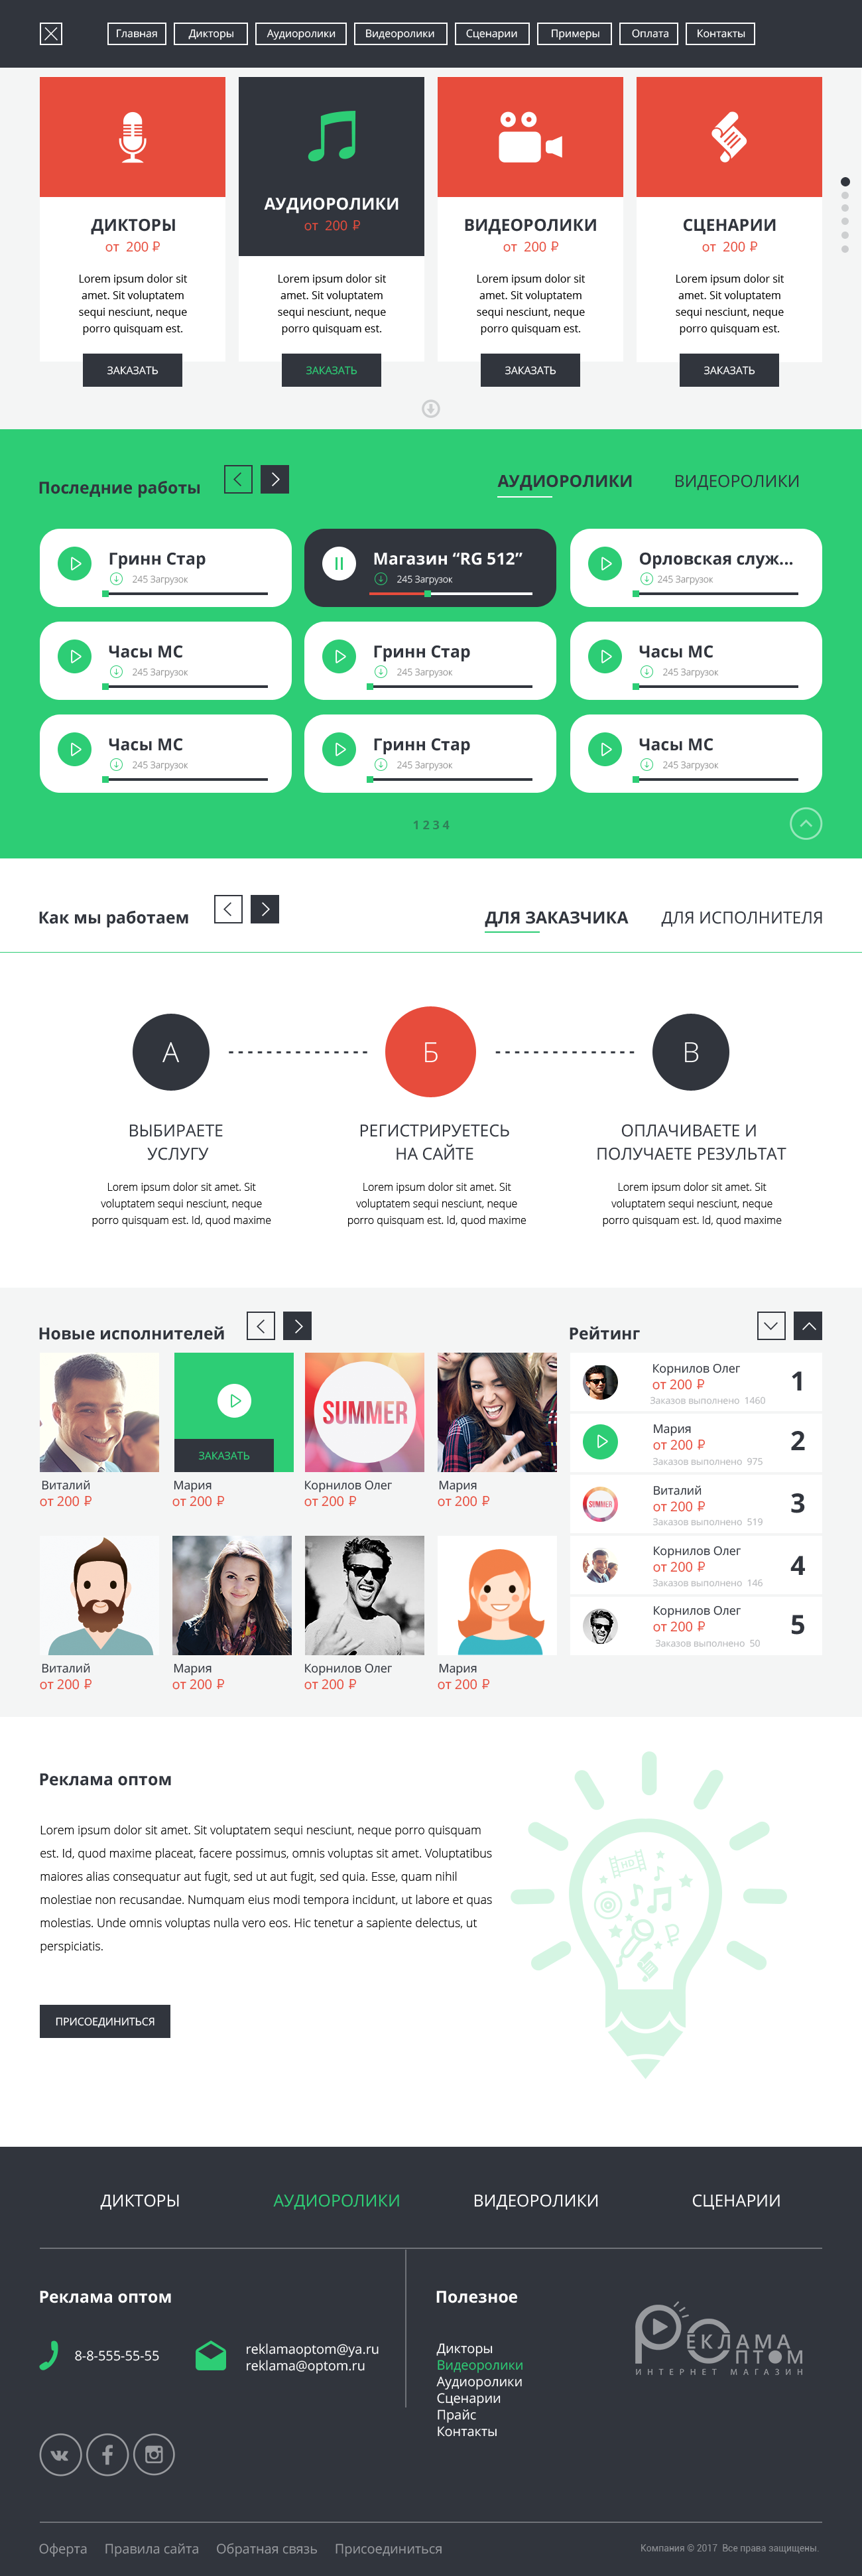 Главная Дикторы Аудиоролики Видеоролики Сценарии Примеры Оплата Контакты
ДИКТОРЫ
от 200 ₽
Lorem ipsum dolor sit
amet. Sit voluptatem
sequi nesciunt, neque
porro quisquam est.
ЗАКАЗАТЬ
АУДИОРОЛИКИ
от 200 ₽
Lorem ipsum dolor sit
amet. Sit voluptatem
sequi nesciunt, neque
porro quisquam est.
ЗАКАЗАТЬ
ВИДЕОРОЛИКИ
от 200 ₽
Lorem ipsum dolor sit
amet. Sit voluptatem
sequi nesciunt, neque
porro quisquam est.
ЗАКАЗАТЬ
СЦЕНАРИИ
от 200 ₽
Lorem ipsum dolor sit
amet. Sit voluptatem
sequi nesciunt, neque
porro quisquam est.
ЗАКАЗАТЬ
Последние работы
АУДИОРОЛИКИ ВИДЕОРОЛИКИ
Гринн Стар
245 Загрузок
Магазин “RG 512”
245 Загрузок
Орловская служ...
245 Загрузок
Часы МС
245 Загрузок
Гринн Стар
245 Загрузок
Часы МС
245 Загрузок
Часы МС
245 Загрузок
Гринн Стар
245 Загрузок
Часы МС
245 Загрузок
1 2 3 4
Как мы работаем
ДЛЯ ЗАКАЗЧИКА ДЛЯ ИСПОЛНИТЕЛЯ
А
ВЫБИРАЕТЕ
УСЛУГУ
Lorem ipsum dolor sit amet. Sit
voluptatem sequi nesciunt, neque
porro quisquam est. Id, quod maxime
Б
РЕГИСТРИРУЕТЕСЬ
НА САЙТЕ
Lorem ipsum dolor sit amet. Sit
voluptatem sequi nesciunt, neque
porro quisquam est. Id, quod maxime
В
ОПЛАЧИВАЕТЕ И
ПОЛУЧАЕТЕ РЕЗУЛЬТАТ
Lorem ipsum dolor sit amet. Sit
voluptatem sequi nesciunt, neque
porro quisquam est. Id, quod maxime
Новые исполнителей
Виталий
от 200 ₽
ЗАКАЗАТЬ
Мария
от 200 ₽
SUMMER
Корнилов Олег
от 200 ₽
Мария
от 200 ₽
Виталий
от 200 ₽
Мария
от 200 ₽
Корнилов Олег
от 200 ₽
Мария
от 200 ₽
Рейтинг
Корнилов Олег
от 200 ₽
Заказов выполнено 1460
1
Мария
от 200 ₽
Заказов выполнено 975
2
SUMMER
Виталий
от 200 ₽
Заказов выполнено 519
3
Корнилов Олег
от 200 ₽
Заказов выполнено 146
4
Корнилов Олег
от 200 ₽
Заказов выполнено 50
5
Реклама оптом
Lorem ipsum dolor sit amet. Sit voluptatem sequi nesciunt, neque porro quisquam
est. Id, quod maxime placeat, facere possimus, omnis voluptas sit amet. Voluptatibus
maiores alias consequatur aut fugit, sed ut aut fugit, sed quia. Esse, quam nihil
molestiae non recusandae. Numquam eius modi tempora incidunt, ut labore et quas
molestias. Unde omnis voluptas nulla vero eos. Hic tenetur a sapiente delectus, ut
perspiciatis.
HD
₽
ПРИСОЕДИНИТЬСЯ
ДИКТОРЫ АУДИОРОЛИКИ ВИДЕОРОЛИКИ СЦЕНАРИИ
Реклама оптом
8-8-555-55-55
reklamaoptom@ya.ru
reklama@optom.ru
Полезное
Дикторы
Видеоролики
Аудиоролики
Сценарии
Прайс
Контакты
РЕКЛАМА
ОПТОМ
ИНТЕРНЕТ МАГАЗИН
Оферта Правила сайта Обратная связь Присоединиться
Компания © 2017 Все права защищены.